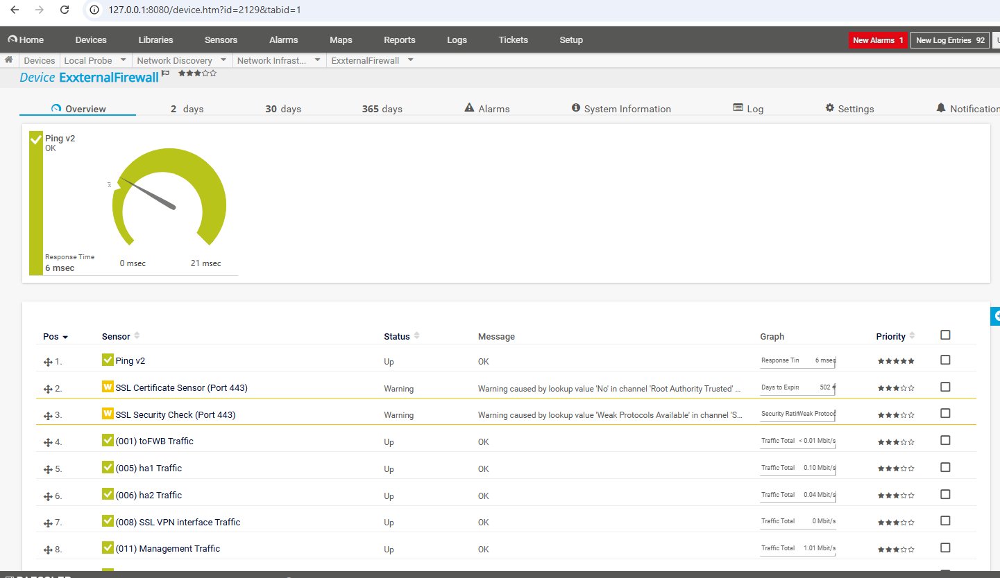 127.0.0.1:8080/device.htm?id=2129&tabid=1
Home Devices Libraries Sensors Alarms Maps Reports Logs Tickets Setup New Alarms 1 New Log Entries 92
Devices Local Probe Network Discovery Network Infrast... ExxternalFirewall
Device ExxternalFirewall
Overview 2 days 30 days 365 days Alarms System Information Log Settings Notification
Ping v2
OK
x
Response Time
6 msec
0 msec 21 msec
Pos Sensor Status Message Graph Priority
1. Ping v2 Up OK Response Tin 6 msec
2. W SSL Certificate Sensor (Port 443) Warning Warning caused by lookup value 'No' in channel 'Root Authority Trusted' ... Days to Expira 502 #
3. W SSL Security Check (Port 443) Warning Warning caused by lookup value 'Weak Protocols Available' in channel 'S... Security Ratin Weak Protoco
4. (001) toFWB Traffic Up OK Traffic Total < 0.01 Mbit/s
5. (005) ha1 Traffic Up OK Traffic Total 0.10 Mbit/s
6. (006) ha2 Traffic Up OK Traffic Total 0.04 Mbit/s
7. (008) SSL VPN interface Traffic Up OK Traffic Total 0 Mbit/s
8. (011) Management Traffic Up OK Traffic Total 1.01 Mbit/s